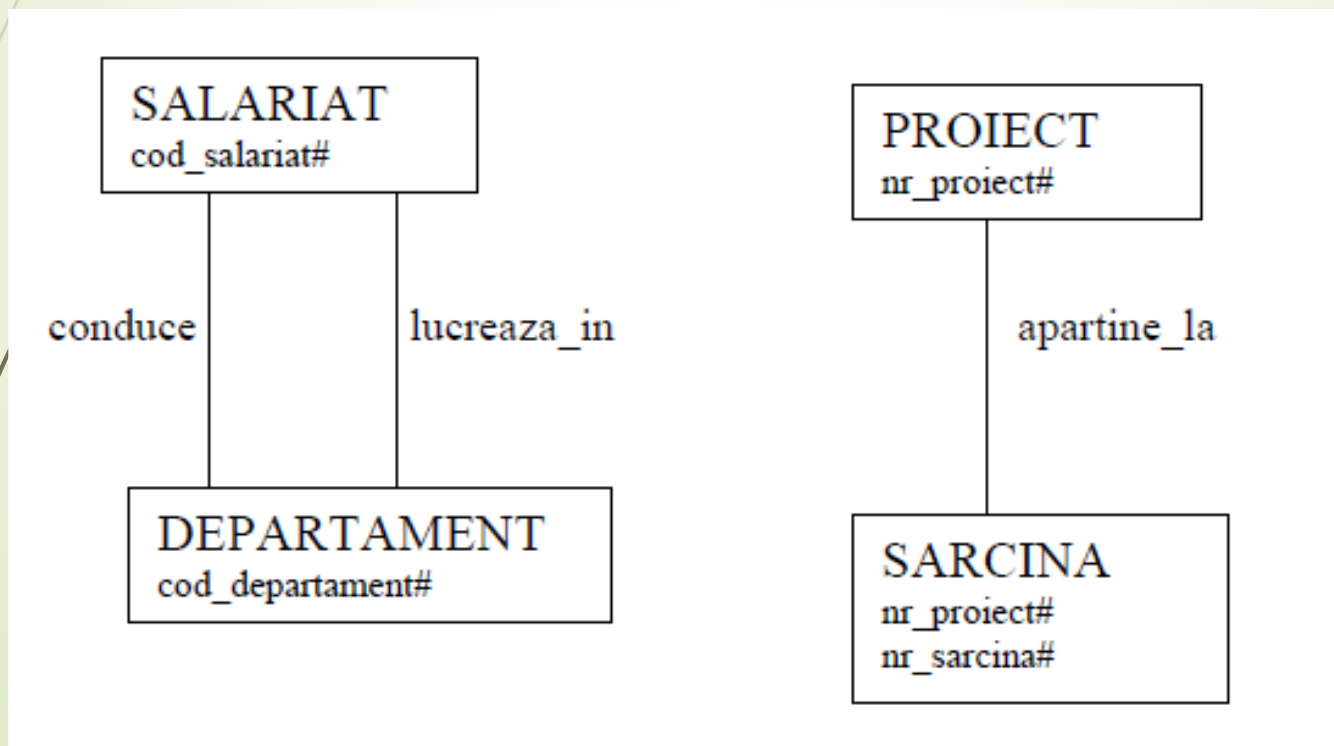 SALARIAT
cod_salariat#
conduce
lucreaza_in
DEPARTAMENT
cod_departament#
PROIECT
nr_proiect#
apartine_la
SARCINA
nr_proiect#
nr_sarcina#